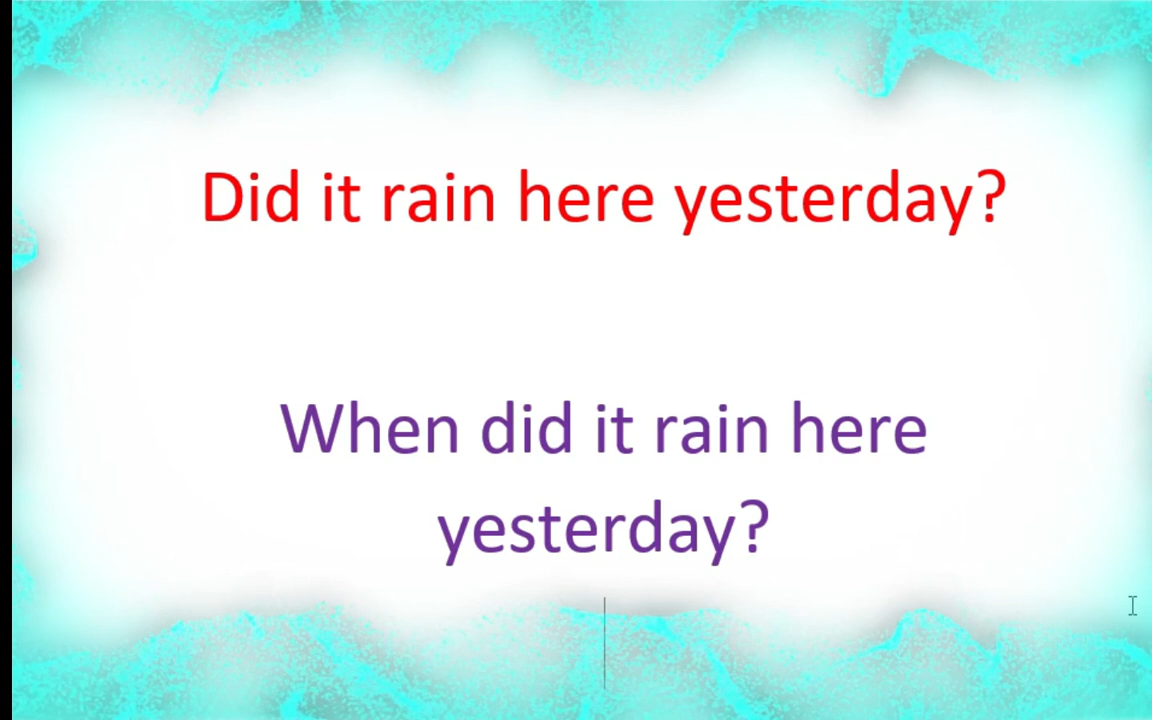 Did it rain here yesterday?
When did it rain here
yesterday?